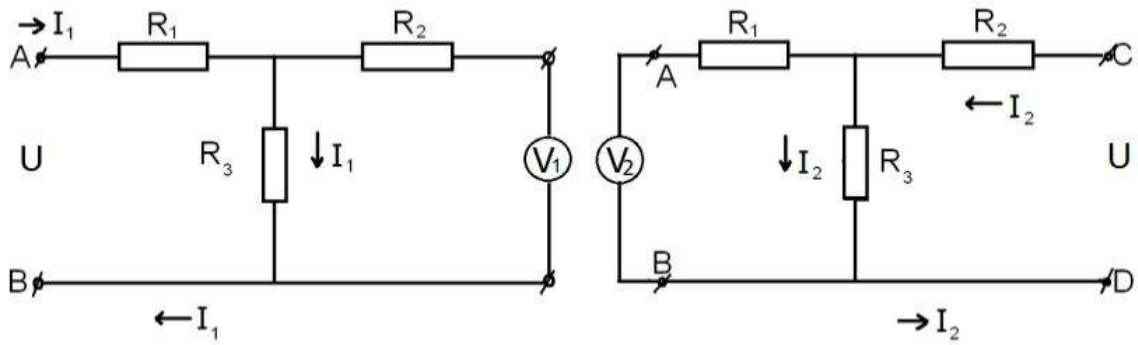 I₁ R₁ R₂ R₁ R₂
A A C
I₂
U R₃ I₁ V₁ V₂ I₂ R₃ U
B B D
I₁ I₂